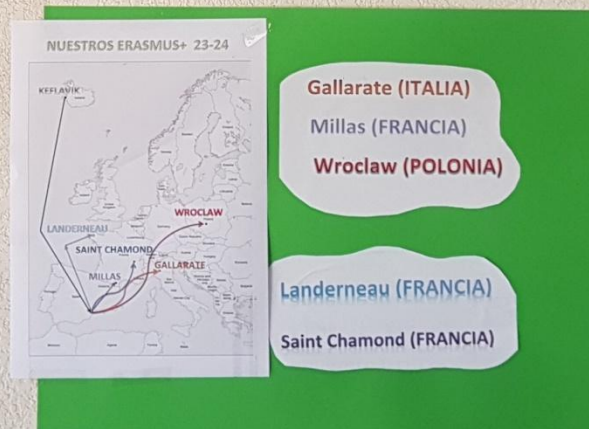 NUESTROS ERASMUS+ 23-24
KEFLAVIK
LANDERNEAU
WROCLAW
SAINT CHAMOND
GALLARATE
MILLAS
Gallarate (ITALIA)
Millas (FRANCIA)
Wroclaw (POLONIA)
Landerneau (FRANCIA)
Saint Chamond (FRANCIA)